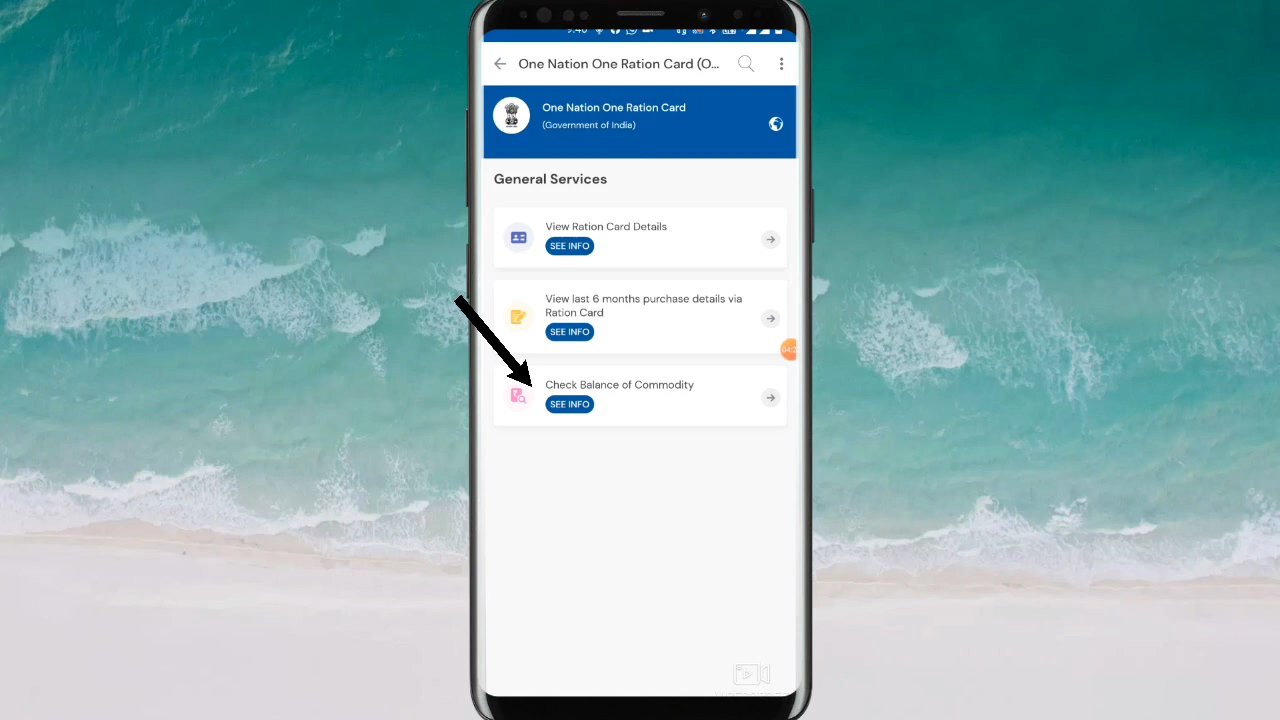 One Nation One Ration Card (O...
One Nation One Ration Card
(Government of India)
General Services
View Ration Card Details
SEE INFO
View last 6 months purchase details via
Ration Card
SEE INFO
Check Balance of Commodity
SEE INFO